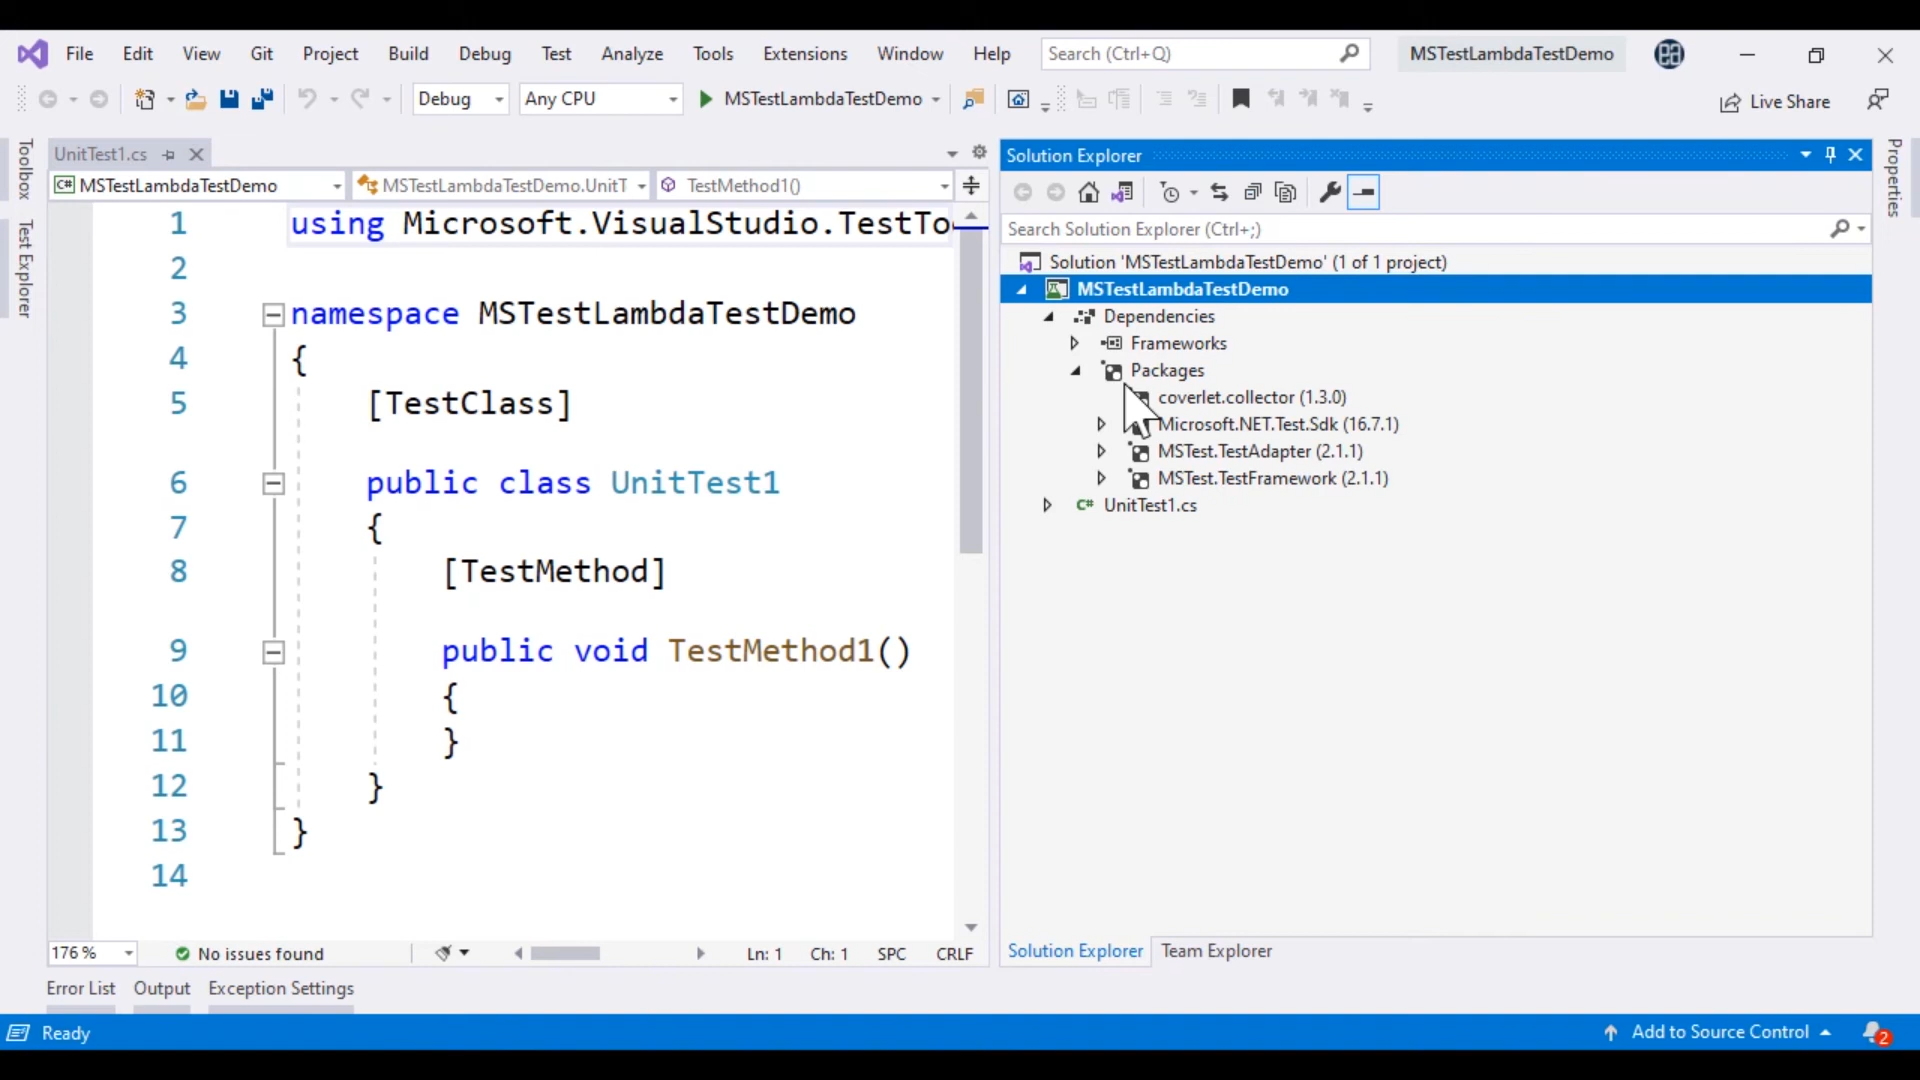 File Edit View Git Project Build Debug Test Analyze Tools Extensions Window Help Search (Ctrl+Q) MSTestLambdaTestDemo
Debug Any CPU MSTestLambdaTestDemo Live Share
Toolbox
Test Explorer
UnitTest1.cs
MSTestLambdaTestDemo MSTestLambdaTestDemo.UnitT TestMethod1()
1 using Microsoft.VisualStudio.TestTo
2
3 namespace MSTestLambdaTestDemo
4 {
5 [TestClass]
6 public class UnitTest1
7 {
8 [TestMethod]
9 public void TestMethod1()
10 {
11 }
12 }
13 }
14
176 % No issues found Ln: 1 Ch: 1 SPC CRLF
Solution Explorer
Search Solution Explorer (Ctrl+;)
Solution 'MSTestLambdaTestDemo' (1 of 1 project)
MSTestLambdaTestDemo
Dependencies
Frameworks
Packages
coverlet.collector (1.3.0)
Microsoft.NET.Test.Sdk (16.7.1)
MSTest.TestAdapter (2.1.1)
MSTest.TestFramework (2.1.1)
C# UnitTest1.cs
Solution Explorer Team Explorer
Properties
Error List Output Exception Settings
Ready Add to Source Control 2